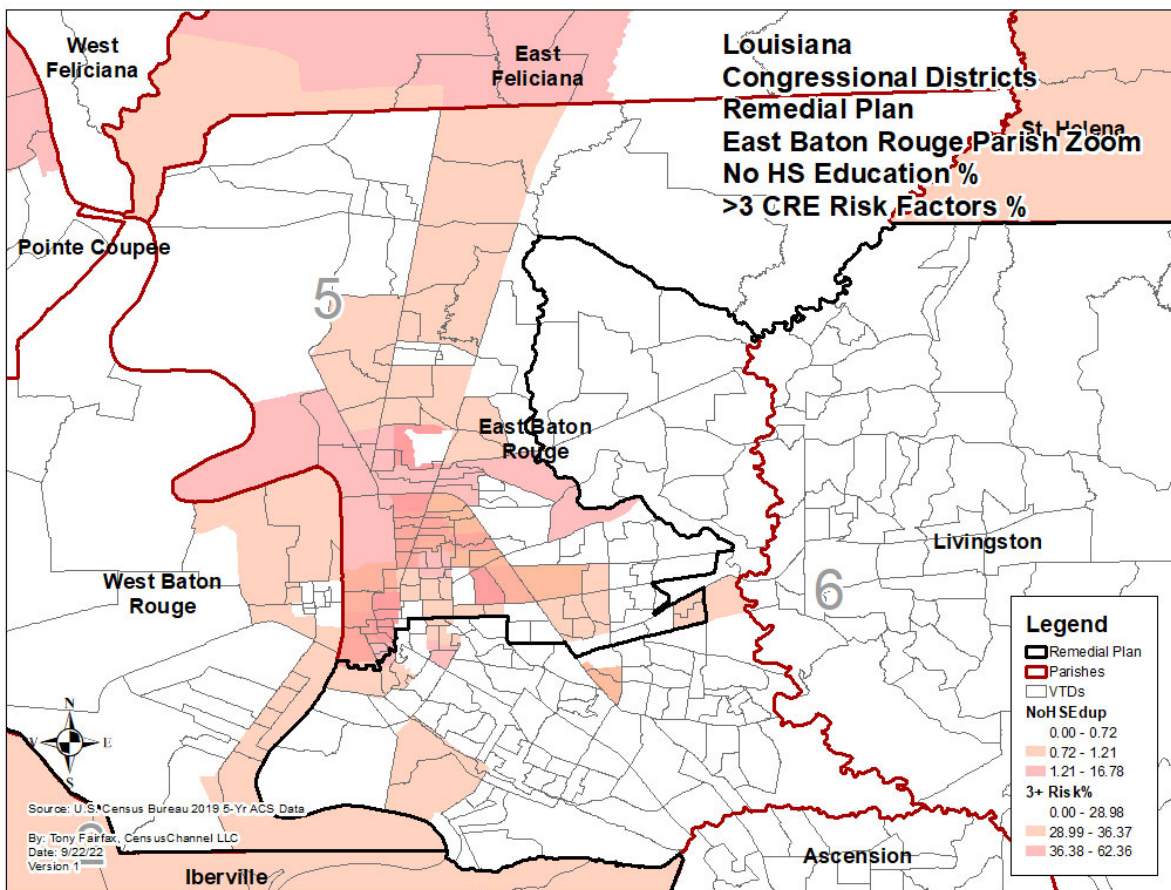 West
Feliciana
East
Feliciana
Louisiana
Congressional Districts
Remedial Plan
East Baton Rouge Parish Zoom
No HS Education %
>3 CRE Risk Factors %
St. Helena
Pointe Coupee
5
East Baton
Rouge
Livingston
6
West Baton
Rouge
Legend
Remedial Plan
Parishes
VTDs
NoHSEdup
0.00 - 0.72
0.72 - 1.21
1.21 - 16.78
3+ Risk%
0.00 - 28.98
28.99 - 36.37
36.38 - 62.36
N
E
S
Source: U.S. Census Bureau 2019 5-Yr ACS Data
By: Tony Fairfax, CensusChannel LLC
Date: 9/22/22
Version 1
Iberville
Ascension